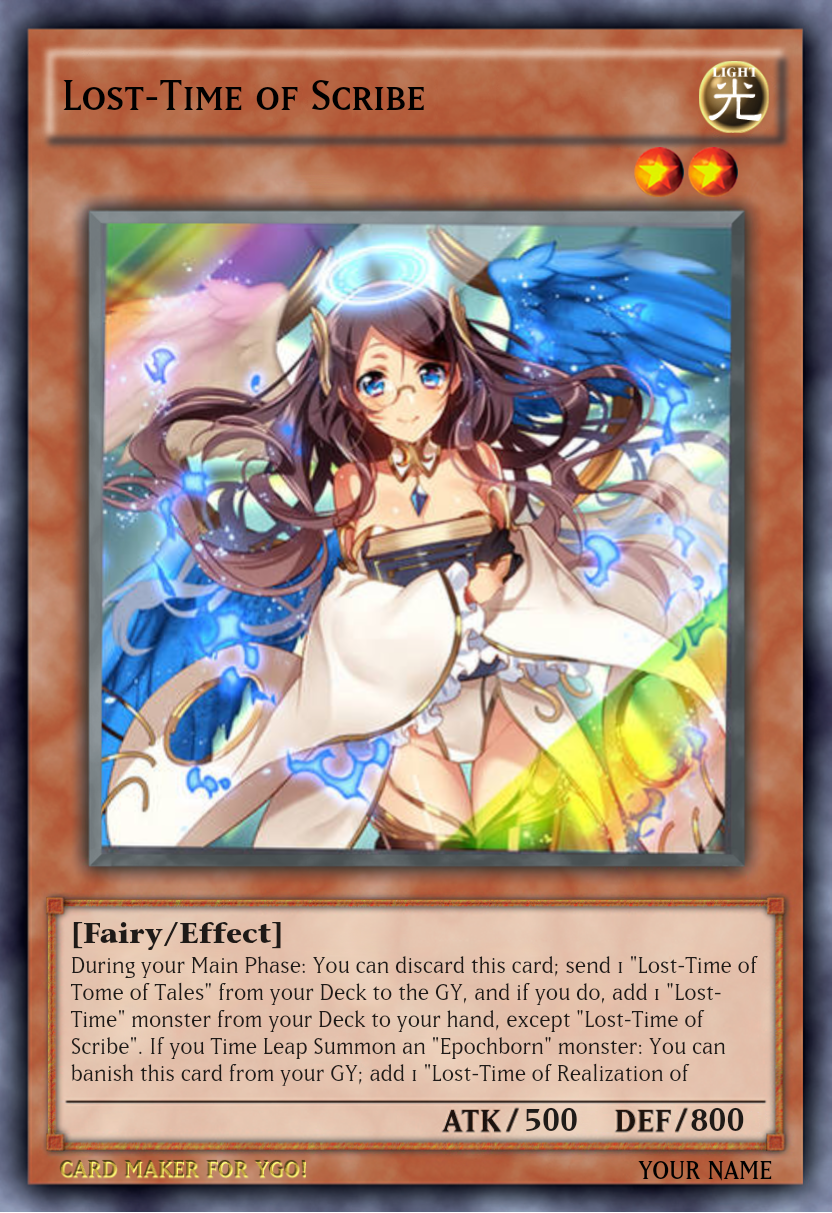 Lost-Time of Scribe
LIGHT
光
[Fairy/Effect]
During your Main Phase: You can discard this card; send 1 "Lost-Time of
Tome of Tales" from your Deck to the GY, and if you do, add 1 "Lost-
Time" monster from your Deck to your hand, except "Lost-Time of
Scribe". If you Time Leap Summon an "Epochborn" monster: You can
banish this card from your GY; add 1 "Lost-Time of Realization of
ATK/500 DEF/800
CARD MAKER FOR YGO! YOUR NAME